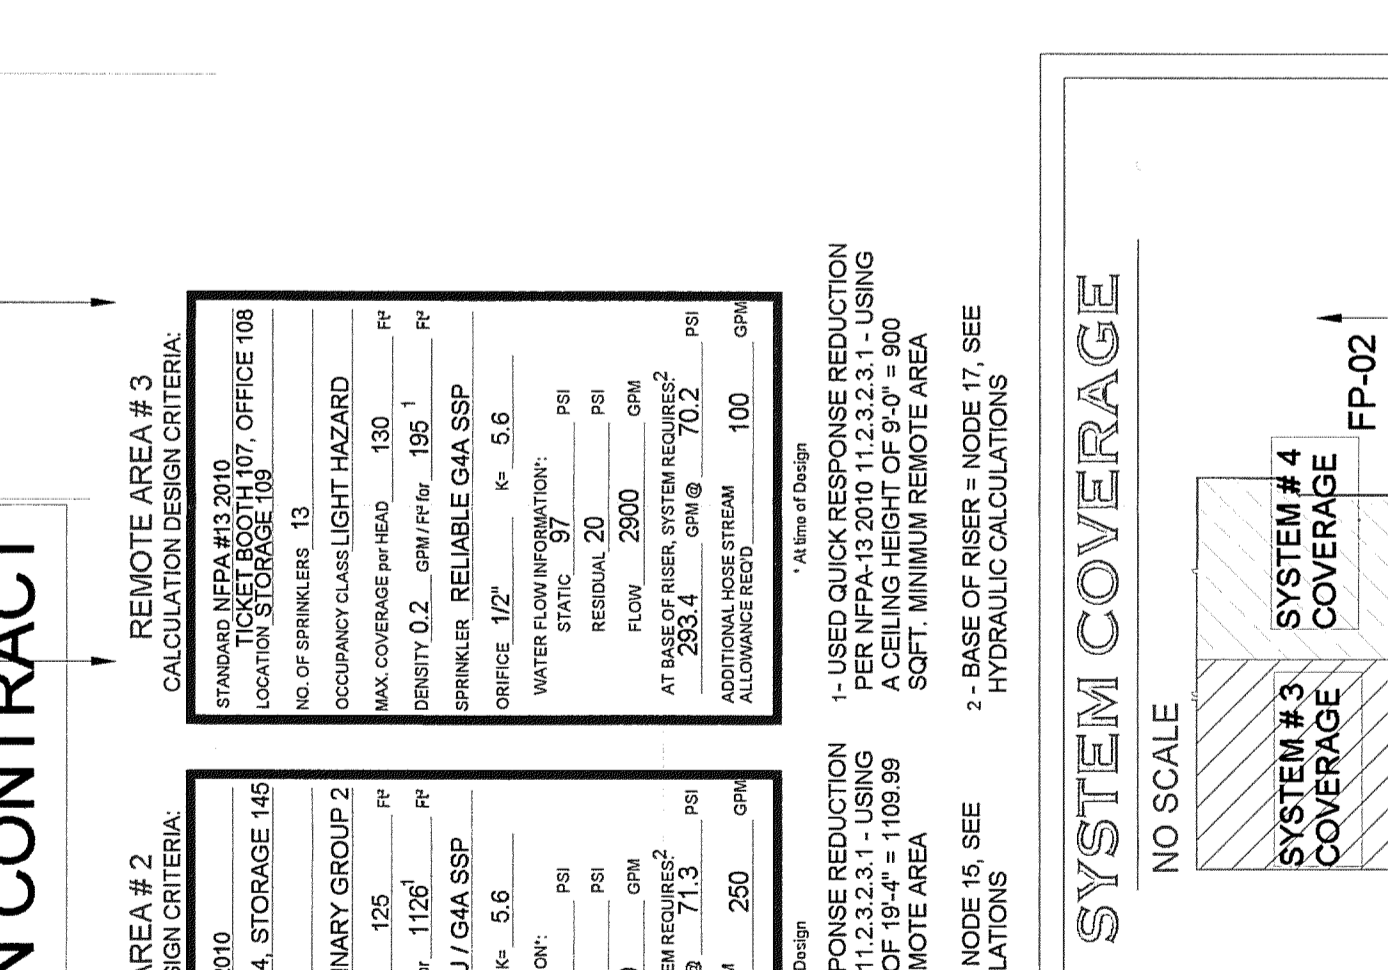 N CONTRACT
REMOTE AREA # 3
CALCULATION DESIGN CRITERIA:
STANDARD NFPA #13 2010
TICKET BOOTH 107, OFFICE 108
LOCATION STORAGE 109
NO. OF SPRINKLERS 13
OCCUPANCY CLASS LIGHT HAZARD
MAX. COVERAGE per HEAD 130 Ft²
DENSITY 0.2 GPM / Ft² for 195 1 Ft²
SPRINKLER RELIABLE G4A SSP
ORIFICE 1/2" K= 5.6
WATER FLOW INFORMATION*:
STATIC 97 PSI
RESIDUAL 20 PSI
FLOW 2900 GPM
AT BASE OF RISER, SYSTEM REQUIRES:2
293.4 GPM @ 70.2 PSI
ADDITIONAL HOSE STREAM
ALLOWANCE REQ'D 100 GPM
* At time of Design
1- USED QUICK RESPONSE REDUCTION
PER NFPA-13 2010 11.2.3.2.3.1 - USING
A CEILING HEIGHT OF 9'-0" = 900
SQFT. MINIMUM REMOTE AREA
2 - BASE OF RISER = NODE 17, SEE
HYDRAULIC CALCULATIONS
AREA # 2
SIGN CRITERIA:
2010
4, STORAGE 145
INARY GROUP 2
125 Ft²
or 1126 1 Ft²
U / G4A SSP
K= 5.6
ON*:
PSI
PSI
GPM
EM REQUIRES:2
@ 71.3 PSI
M
250 GPM
Design
PONSE REDUCTION
11.2.3.2.3.1 - USING
OF 19'-4" = 1109.99
MOTE AREA
NODE 15, SEE
LATIONS
SYSTEM COVERAGE
NO SCALE
SYSTEM # 3
COVERAGE
SYSTEM # 4
COVERAGE
FP-02